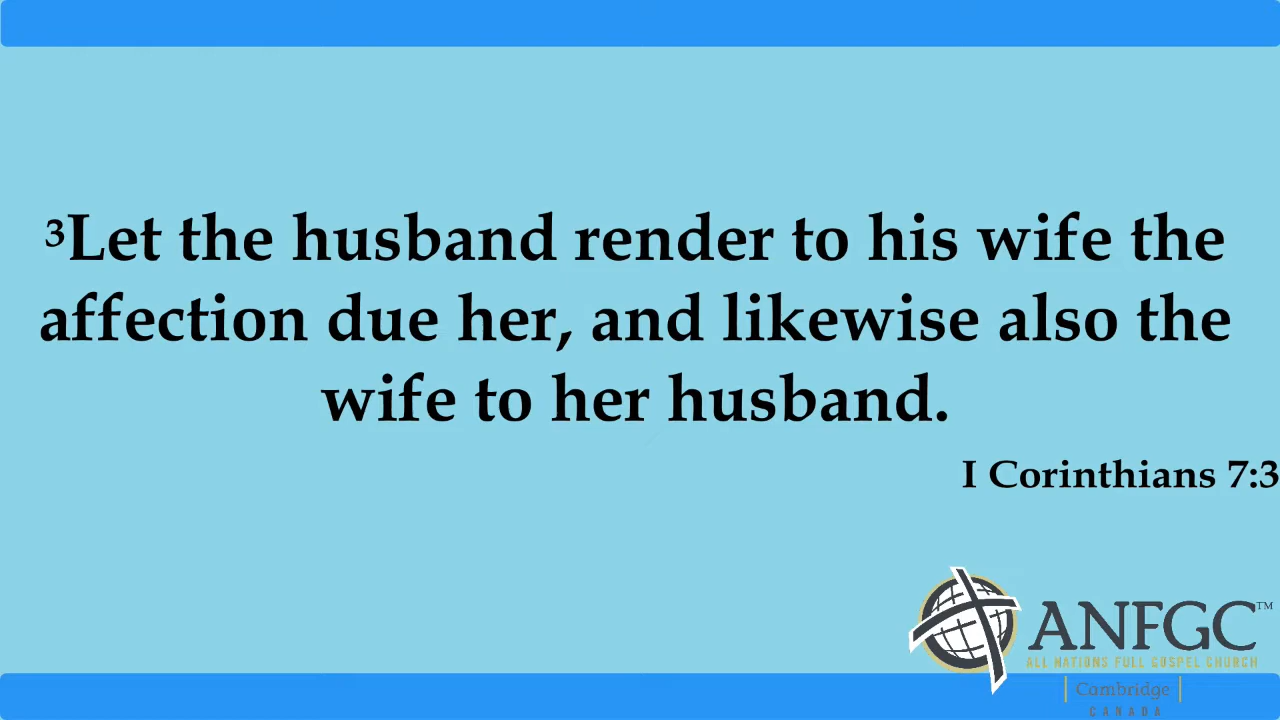 ³Let the husband render to his wife the
affection due her, and likewise also the
wife to her husband.
I Corinthians 7:3
ANFGC™
ALL NATIONS FULL GOSPEL CHURCH
Cambridge
CANADA